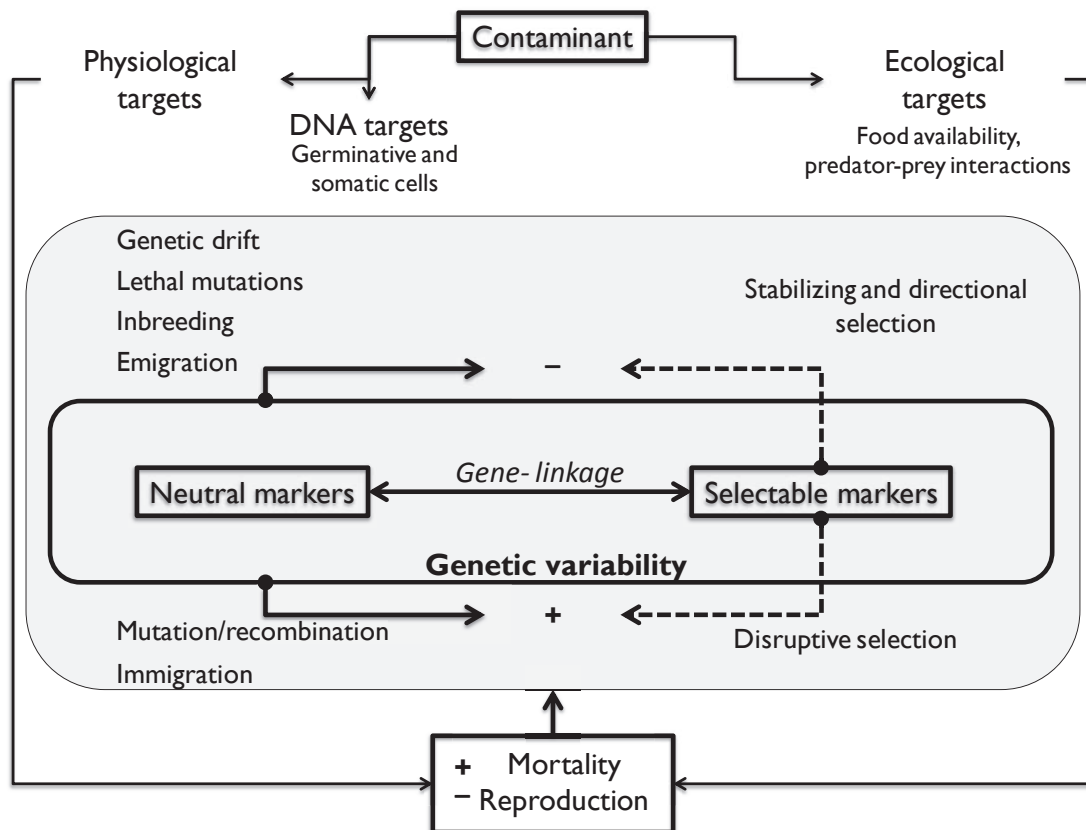 Contaminant
Physiological
targets
DNA targets
Germinative and
somatic cells
Ecological
targets
Food availability,
predator-prey interactions
Genetic drift
Lethal mutations
Inbreeding
Emigration
Stabilizing and directional
selection
–
Neutral markers
Gene- linkage
Selectable markers
Genetic variability
+
Mutation/recombination
Immigration
Disruptive selection
+ Mortality
– Reproduction